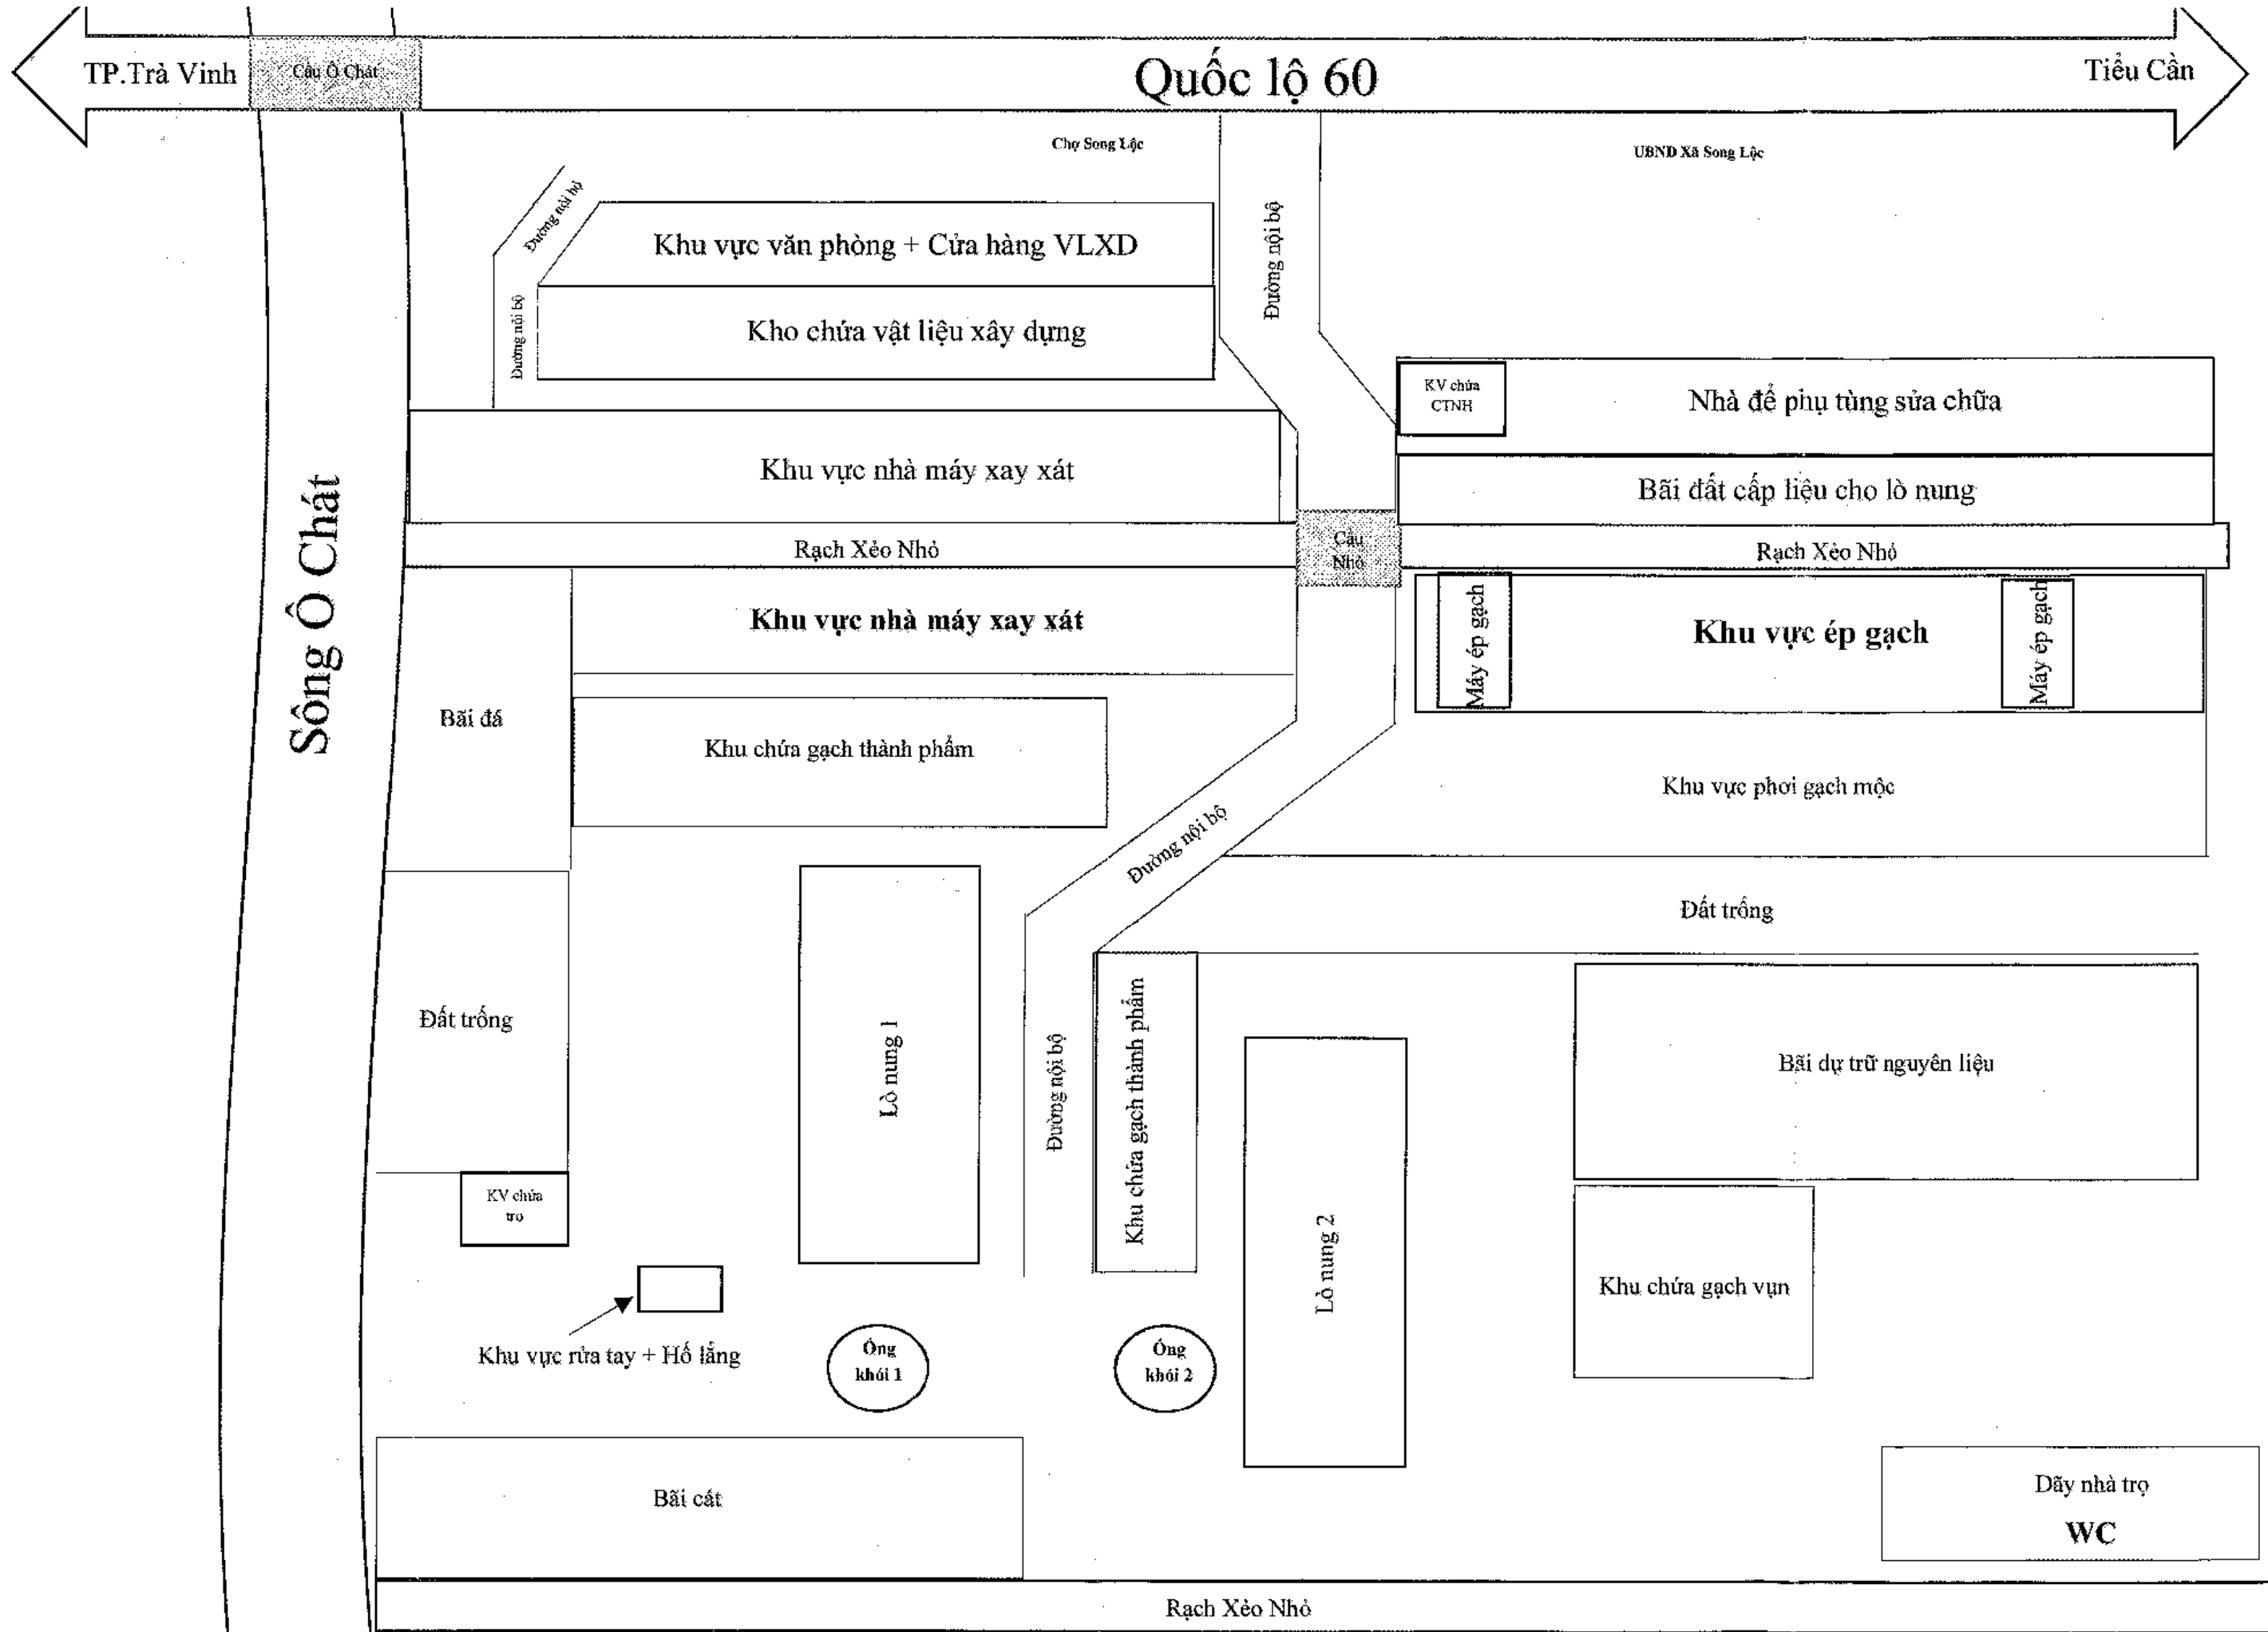 TP.Trà Vinh
Cầu Ô Chát
Quốc lộ 60
Tiểu Cần
Chợ Song Lộc
UBND Xã Song Lộc
Đường nội bộ
Khu vực văn phòng + Cửa hàng VLXD
Đường nội bộ
Đường nội bộ
Kho chứa vật liệu xây dựng
KV chứa
CTNH
Nhà để phụ tùng sửa chữa
Khu vực nhà máy xay xát
Bãi đất cấp liệu cho lò nung
Sông Ô Chát
Rạch Xẻo Nhỏ
Cầu
Nhỏ
Rạch Xẻo Nhỏ
Khu vực nhà máy xay xát
Máy ép gạch
Khu vực ép gạch
Máy ép gạch
Bãi đá
Khu chứa gạch thành phẩm
Khu vực phơi gạch mộc
Đường nội bộ
Đất trống
Đất trống
Lò nung 1
Đường nội bộ
Khu chứa gạch thành phẩm
Bãi dự trữ nguyên liệu
KV chứa
tro
Lò nung 2
Khu chứa gạch vụn
Khu vực rửa tay + Hố lắng
Ống
khói 1
Ống
khói 2
Bãi cát
Dãy nhà trọ
WC
Rạch Xẻo Nhỏ